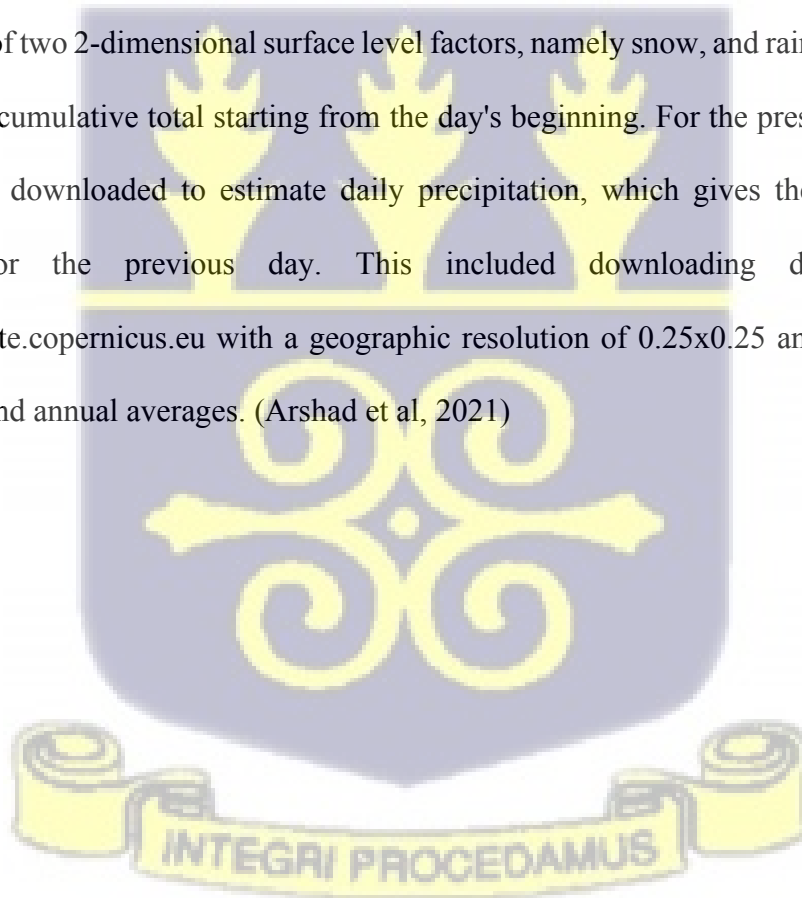 of two 2-dimensional surface level factors, namely snow, and rain
cumulative total starting from the day's beginning. For the pres
downloaded to estimate daily precipitation, which gives the
or the previous day. This included downloading d
te.copernicus.eu with a geographic resolution of 0.25x0.25 an
nd annual averages. (Arshad et al, 2021)
INTEGRI PROCEDAMUS